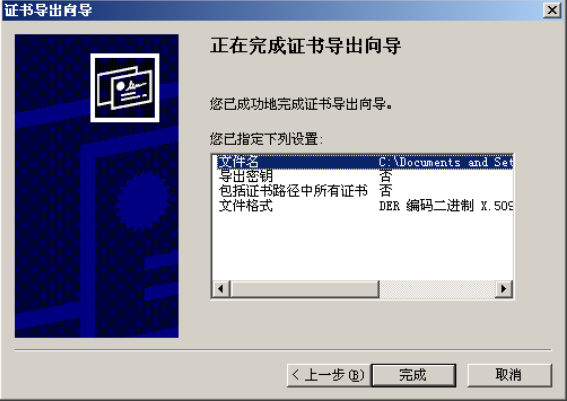 证书导出向导
正在完成证书导出向导
您已成功地完成证书导出向导。
您已指定下列设置:
文件名 C:\Documents and Set
导出密钥 否
包括证书路径中所有证书 否
文件格式 DER 编码二进制 X.509
< 上一步(B) 完成 取消